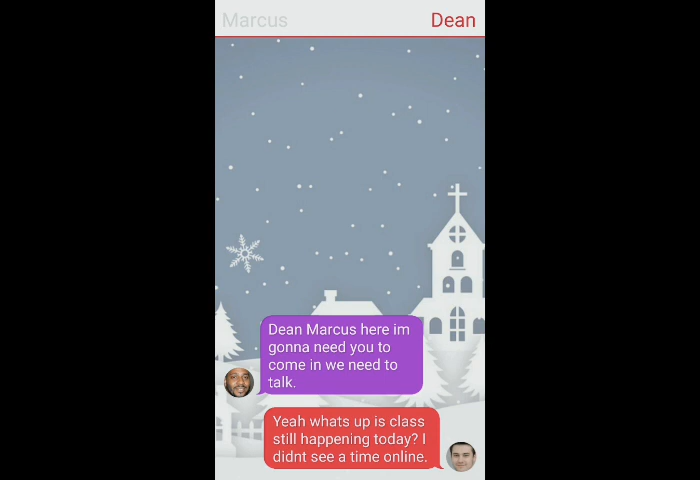 Marcus Dean
Dean Marcus here im
gonna need you to
come in we need to
talk.
Yeah whats up is class
still happening today? I
didnt see a time online.